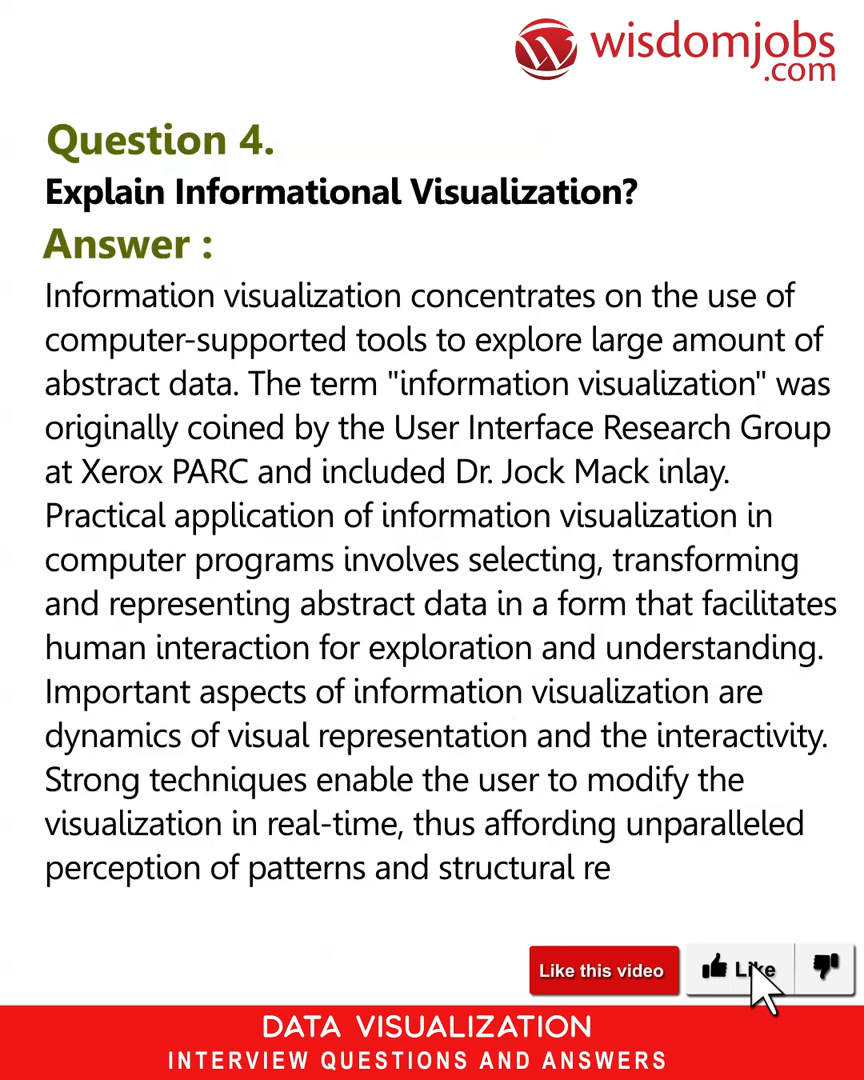 wisdomjobs
.com
Question 4.
Explain Informational Visualization?
Answer :
Information visualization concentrates on the use of
computer-supported tools to explore large amount of
abstract data. The term "information visualization" was
originally coined by the User Interface Research Group
at Xerox PARC and included Dr. Jock Mack inlay.
Practical application of information visualization in
computer programs involves selecting, transforming
and representing abstract data in a form that facilitates
human interaction for exploration and understanding.
Important aspects of information visualization are
dynamics of visual representation and the interactivity.
Strong techniques enable the user to modify the
visualization in real-time, thus affording unparalleled
perception of patterns and structural re
Like this video
Like
DATA VISUALIZATION
INTERVIEW QUESTIONS AND ANSWERS